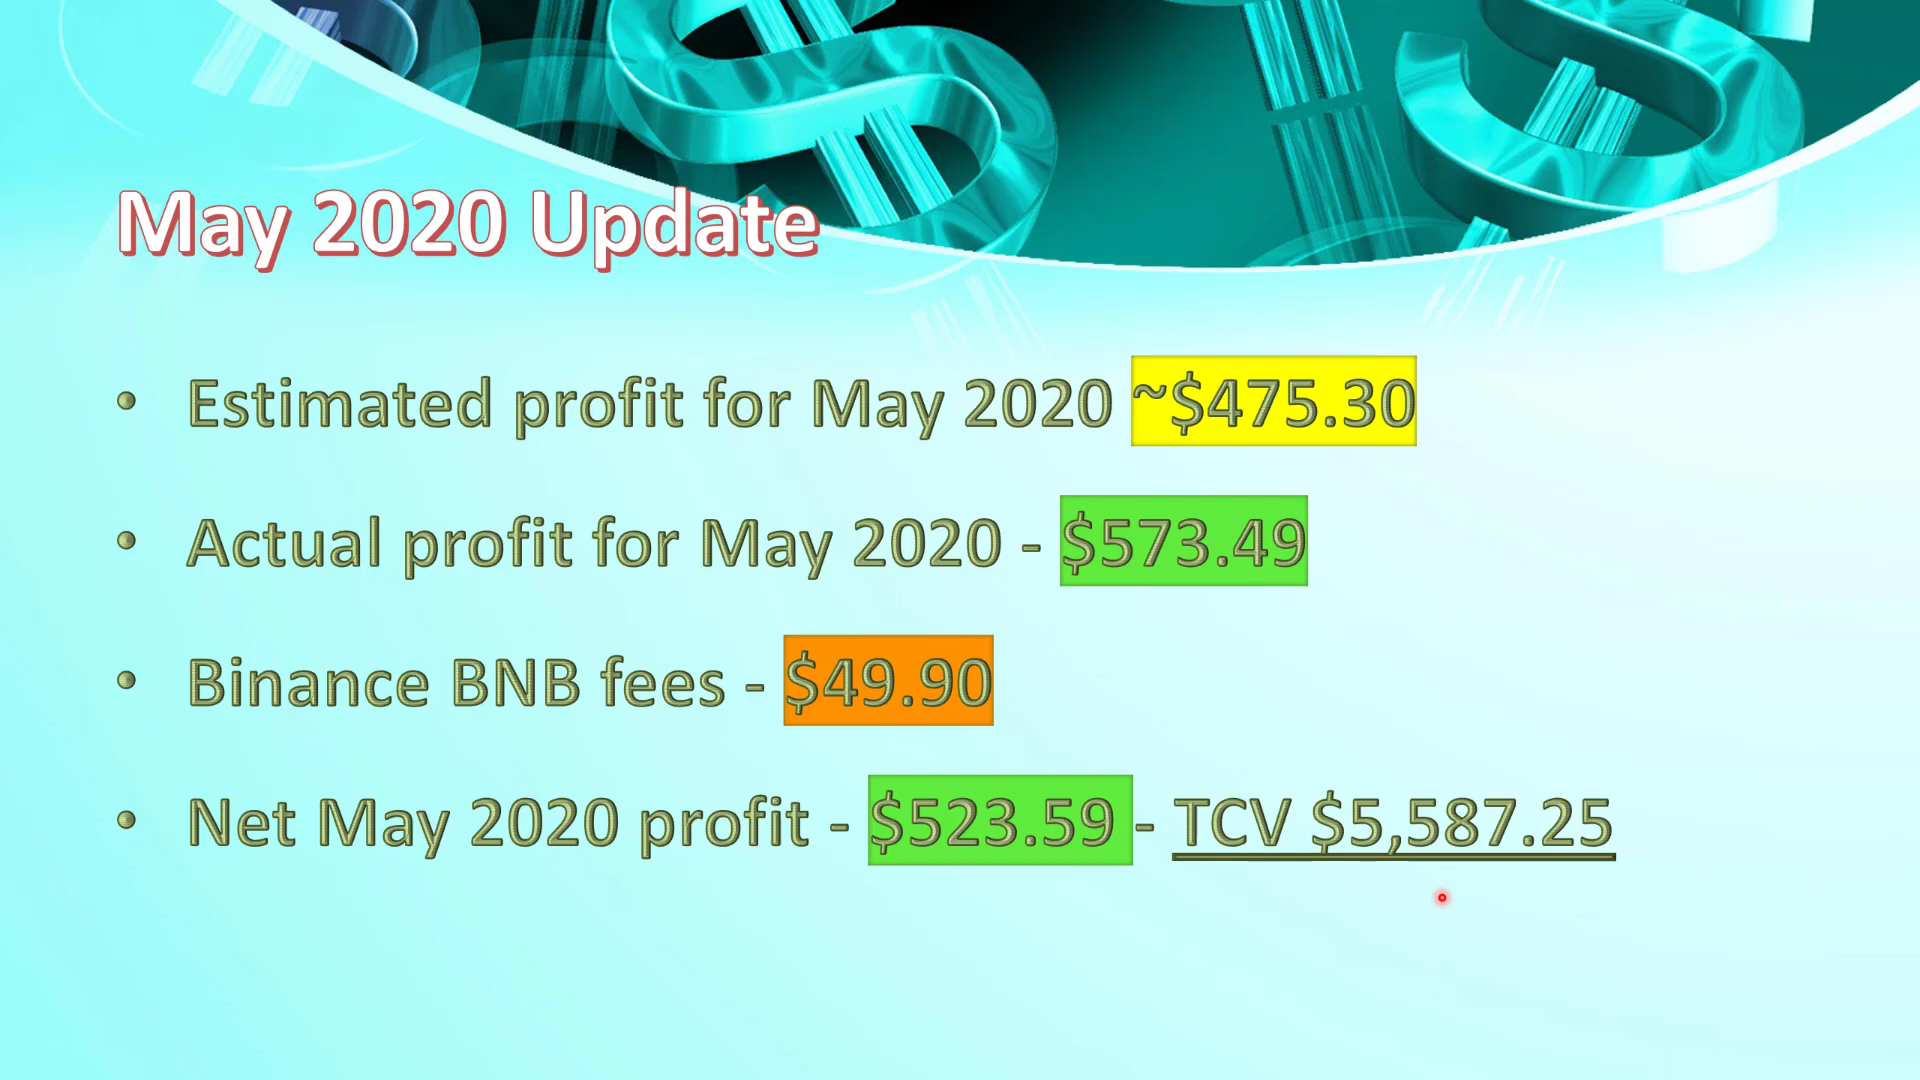 May 2020 Update
• Estimated profit for May 2020 ~$475.30
• Actual profit for May 2020 - $573.49
• Binance BNB fees - $49.90
• Net May 2020 profit - $523.59 - TCV $5,587.25